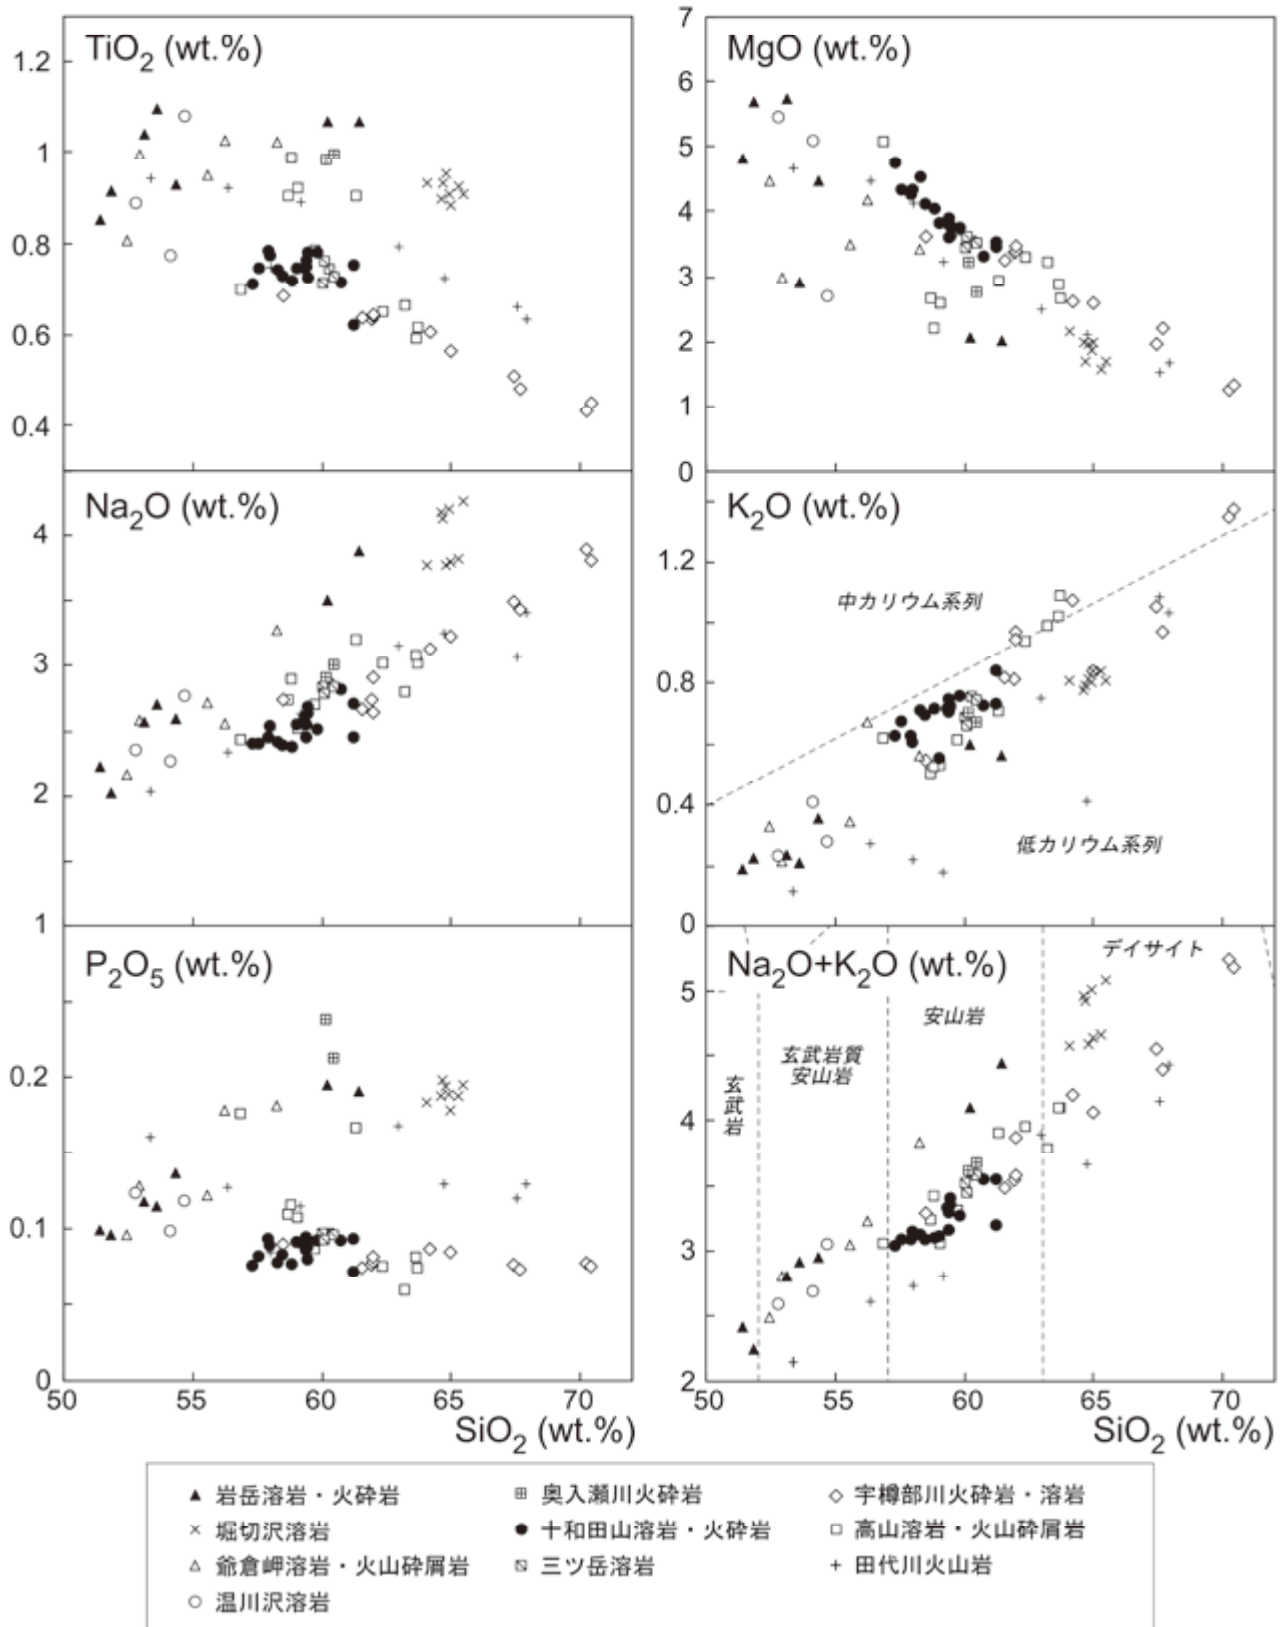 TiO2 (wt.%)
1.2
1
0.8
0.6
0.4
MgO (wt.%)
7
6
5
4
3
2
1
0
Na2O (wt.%)
4
3
2
1
K2O (wt.%)
1.2
0.8
0.4
0
中カリウム系列
低カリウム系列
P2O5 (wt.%)
0.2
0.1
0
50
55
60
65
70
SiO2 (wt.%)
Na2O+K2O (wt.%)
デイサイト
安山岩
玄武岩質
安山岩
玄武岩
5
4
3
2
50
55
60
65
70
SiO2 (wt.%)
岩岳溶岩・火砕岩
堀切沢溶岩
爺倉岬溶岩・火山砕屑岩
温川沢溶岩
奥入瀬川火砕岩
十和田山溶岩・火砕岩
三ツ岳溶岩
宇樽部川火砕岩・溶岩
高山溶岩・火山砕屑岩
田代川火山岩